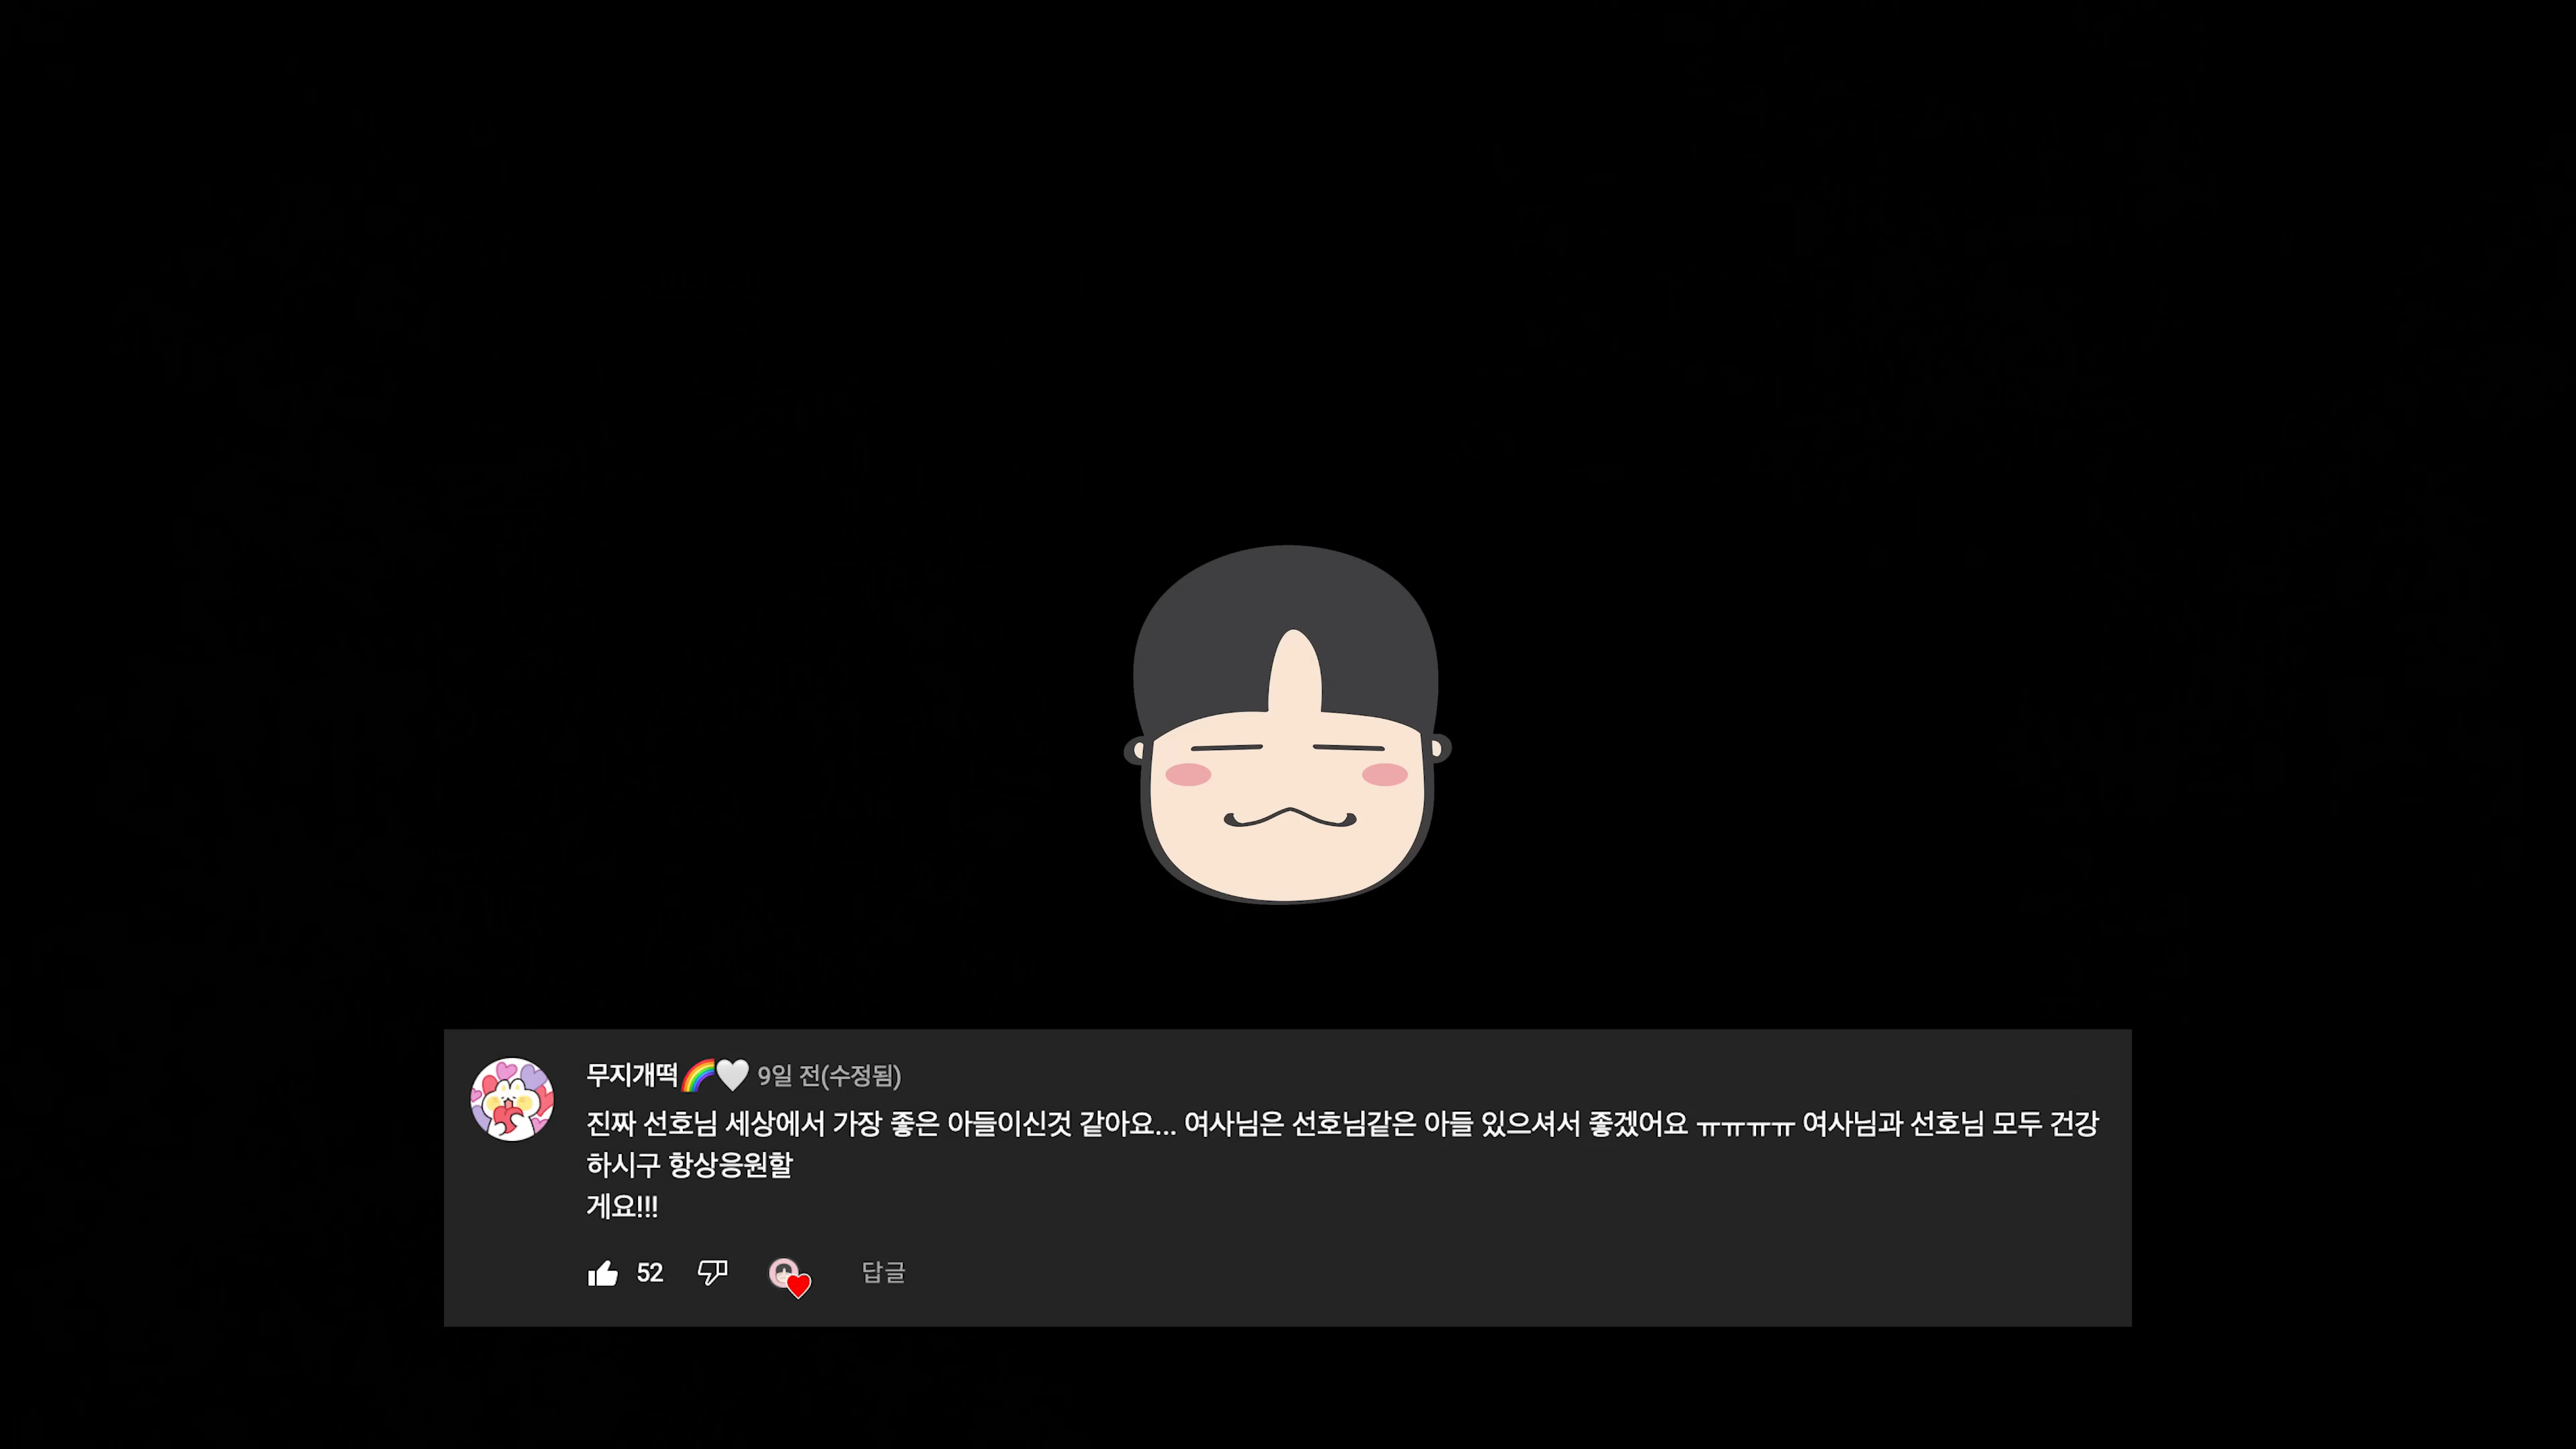 무지개떡🌈🤍 9일 전(수정됨)
진짜 선호님 세상에서 가장 좋은 아들이신것 같아요... 여사님은 선호님같은 아들 있으셔서 좋겠어요 ㅠㅠㅠㅠ 여사님과 선호님 모두 건강
하시구 항상응원할
게요!!!
52 답글